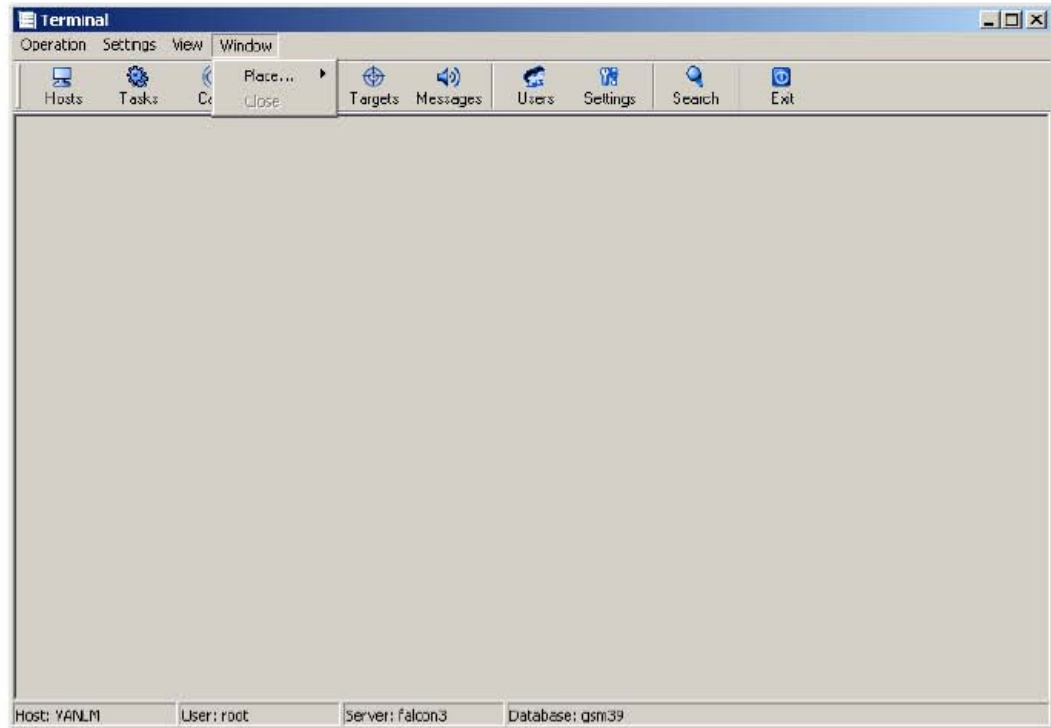 Terminal
Operation Settings View Window
Place...
Close
Hosts Tasks Targets Messages Users Settings Search Exit
Host: YANLM User: root Server: falcon3 Database: gsm39